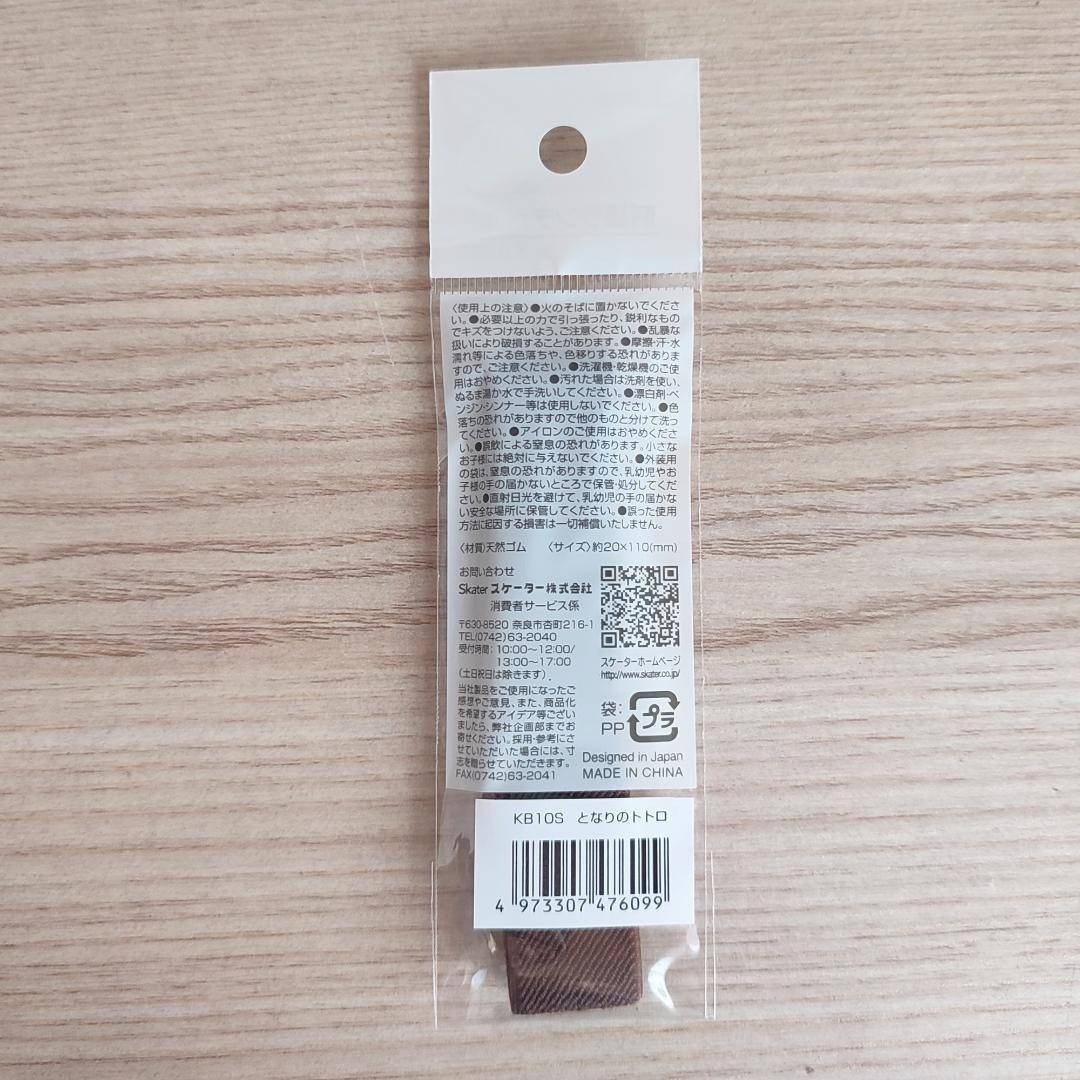 〈使用上の注意〉●火のそばに置かないでくださ
い。●必要以上の力で引っ張ったり、鋭利なもの
でキズをつけないよう、ご注意ください。●乱暴な
扱いにより破損することがあります。●摩擦・汗・水
濡れ等による色落ちや、色移りする恐れがありま
すので、ご注意ください。●洗濯機・乾燥機のご使
用はおやめください。●汚れた場合は洗剤を使い、
ぬるま湯か水で手洗いしてください。●漂白剤・ベ
ンジン・シンナー等は使用しないでください。●色
落ちの恐れがありますので他のものと分けて洗っ
てください。●アイロンのご使用はおやめくださ
い。●誤飲による窒息の恐れがあります。小さな
お子様には絶対に与えないでください。●外装用
の袋は、窒息の恐れがありますので、乳幼児やお
子様の手の届かないところで保管・処分してくだ
さい。●直射日光を避けて、乳幼児の手の届かな
い安全な場所に保管してください。●誤った使用
方法に起因する損害は一切補償いたしません。
〈材質〉天然ゴム 〈サイズ〉約20×110(mm)
お問い合わせ
Skater スケーター株式会社
消費者サービス係
〒630-8520 奈良市杏町216-1
TEL(0742)63-2040
受付時間:10:00〜12:00/
13:00〜17:00
(土日祝日は除きます).
スケーターホームページ
http://www.skater.co.jp/
当社製品をご使用になったご
感想やご意見、また、商品化
を希望するアイデア等ござい
ましたら、弊社企画部までお
寄せください。採用・参考にさ
せていただいた場合には、寸
志を贈らせていただきます。
FAX(0742)63-2041
袋:
PP
プラ
Designed in Japan
MADE IN CHINA
KB10S となりのトトロ
4 973307 476099